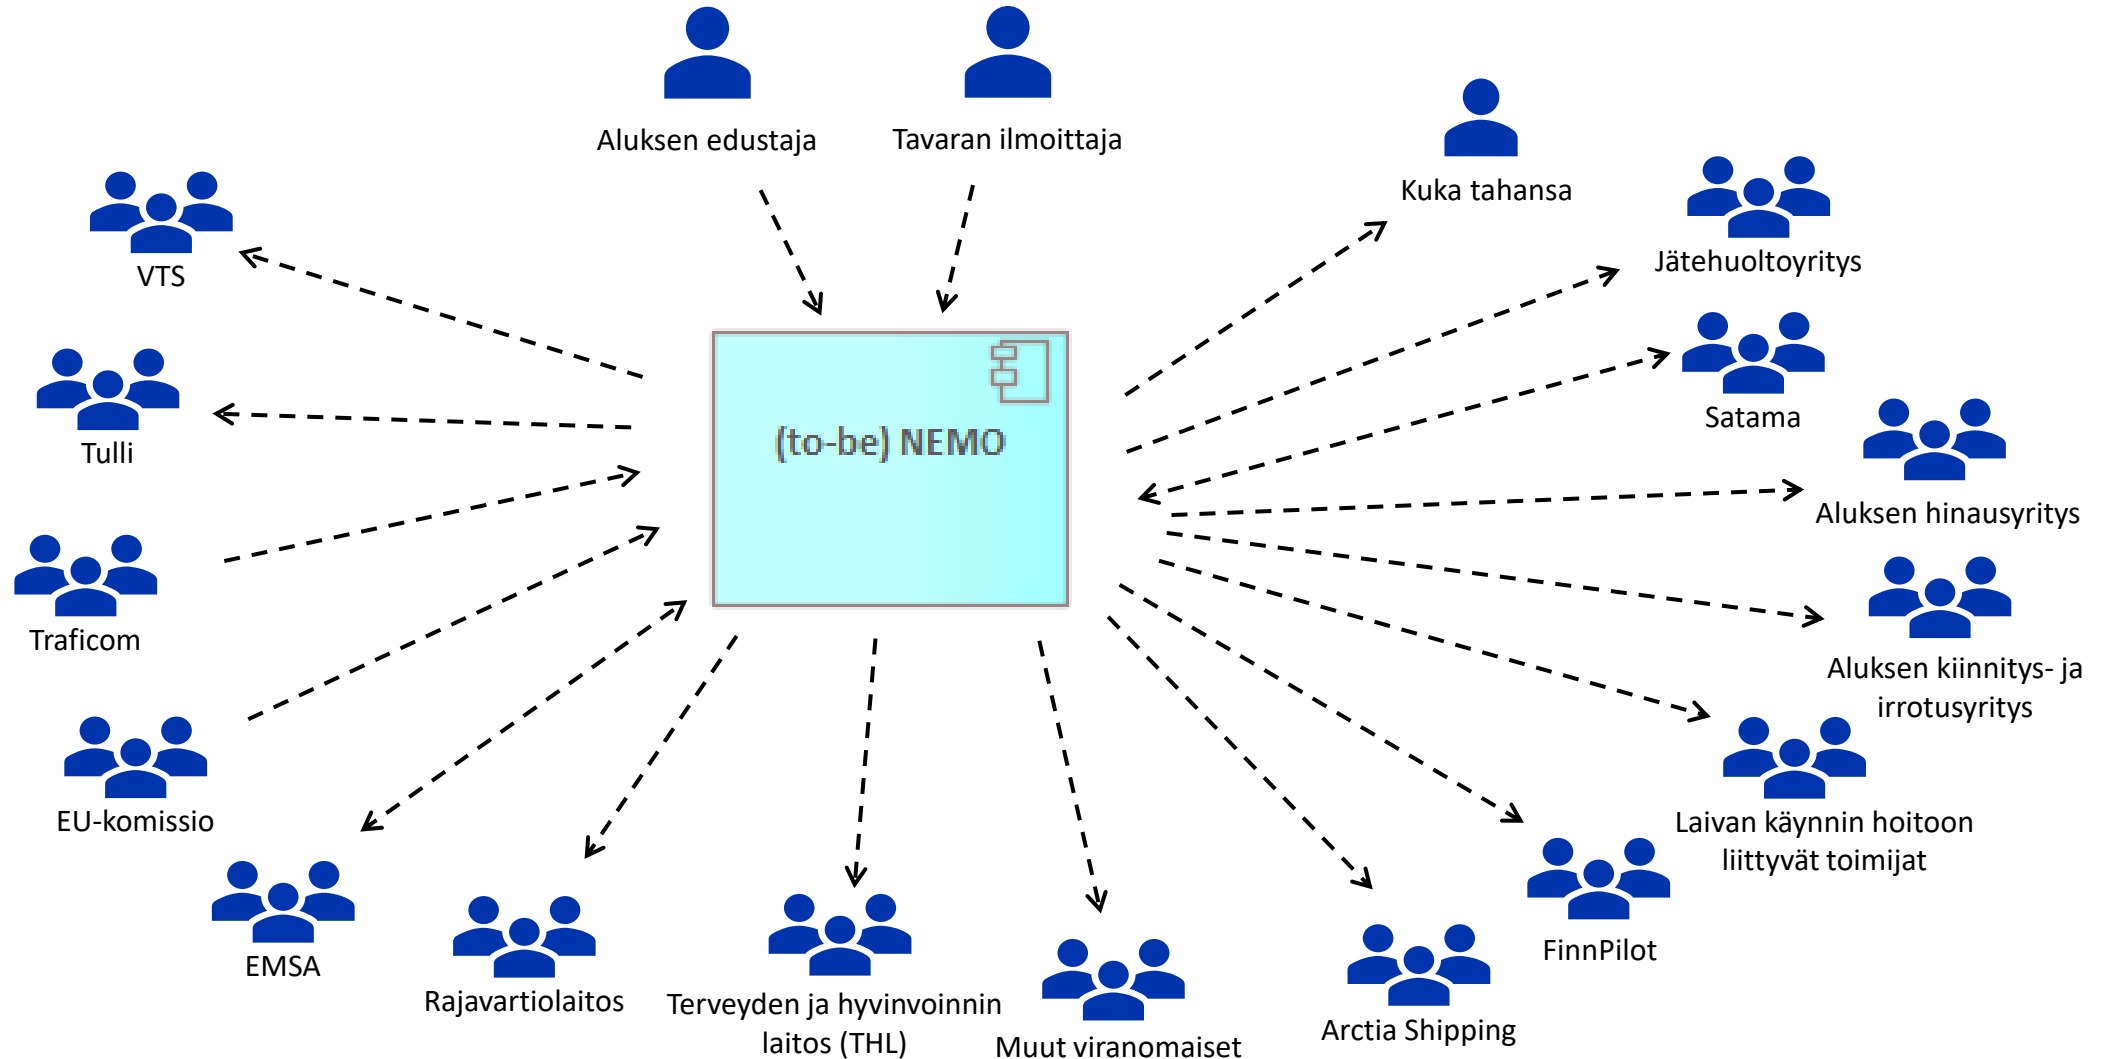 Aluksen edustaja
Tavaran ilmoittaja
Kuka tahansa
Jätehuoltoyritys
VTS
Satama
Tulli
(to-be) NEMO
Aluksen hinausyritys
Traficom
Aluksen kiinnitys- ja
irrotusyritys
EU-komissio
Laivan käynnin hoitoon
liittyvät toimijat
EMSA
Rajavartiolaitos
Terveyden ja hyvinvoinnin
laitos (THL)
Muut viranomaiset
Arctia Shipping
FinnPilot